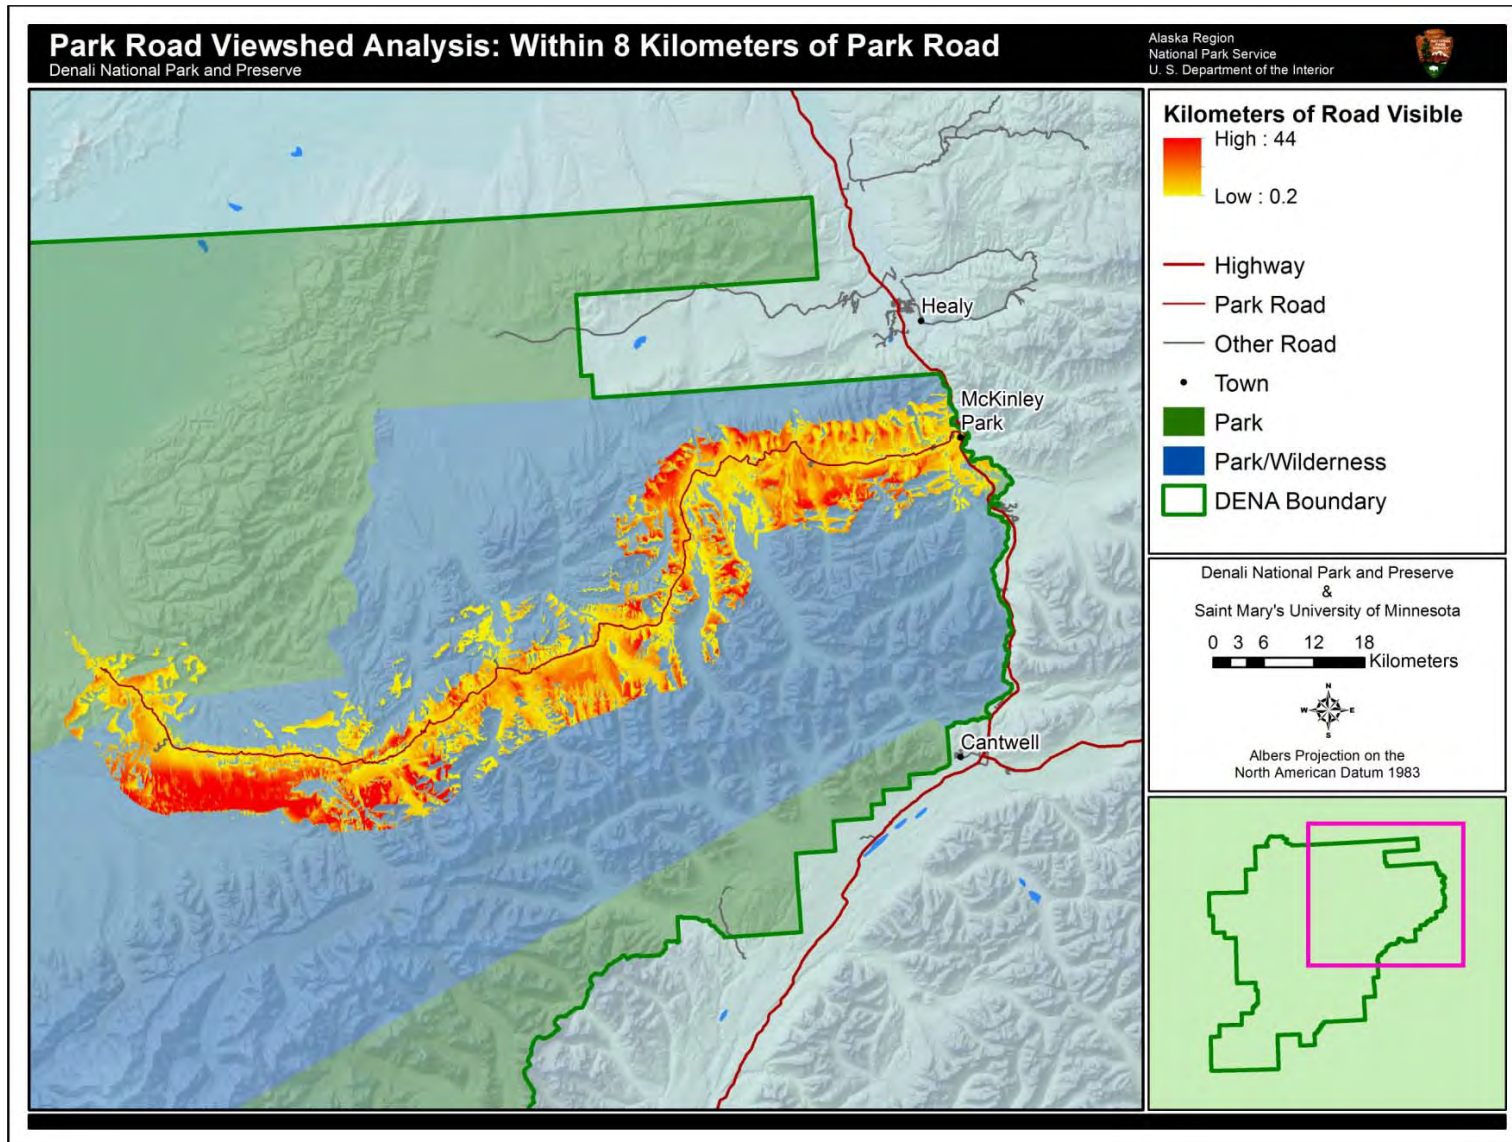 Park Road Viewshed Analysis: Within 8 Kilometers of Park Road
Denali National Park and Preserve
Alaska Region
National Park Service
U. S. Department of the Interior
Healy
McKinley
Park
Cantwell
Kilometers of Road Visible
High : 44
Low : 0.2
Highway
Park Road
Other Road
Town
Park
Park/Wilderness
DENA Boundary
Denali National Park and Preserve
&
Saint Mary's University of Minnesota
0 3 6 12 18
Kilometers
N
W E
S
Albers Projection on the
North American Datum 1983